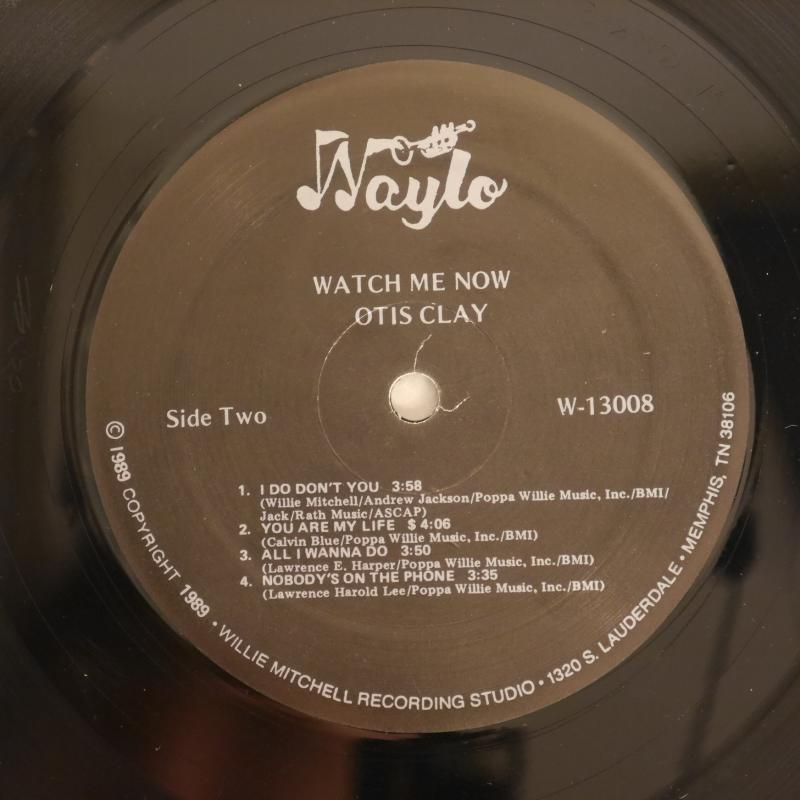 Waylo
WATCH ME NOW
OTIS CLAY
Side Two
W-13008
1. I DO DON'T YOU 3:58
(Willie Mitchell/Andrew Jackson/Poppa Willie Music, Inc./BMI/
Jack/Rath Music/ASCAP)
2. YOU ARE MY LIFE $ 4:06
(Calvin Blue/Poppa Willie Music, Inc./BMI)
3. ALL I WANNA DO 3:50
(Lawrence E. Harper/Poppa Willie Music, Inc./BMI)
4. NOBODY'S ON THE PHONE 3:35
(Lawrence Harold Lee/Poppa Willie Music, Inc./BMI)
© 1989 COPYRIGHT 1989 • WILLIE MITCHELL RECORDING STUDIO • 1320 S. LAUDERDALE • MEMPHIS, TN 38106